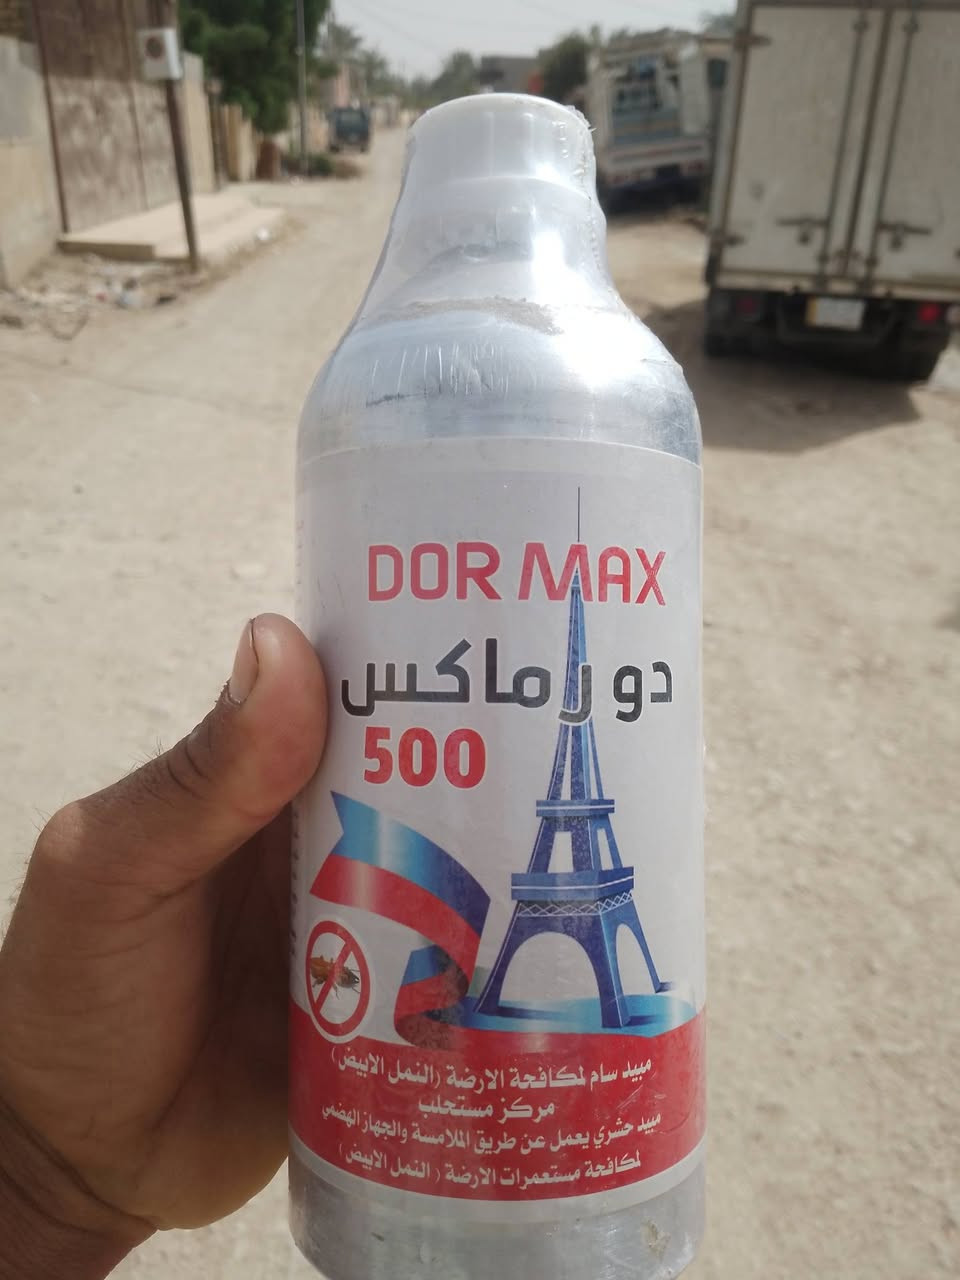 DOR MAX
دورماكس
500
مبيد سام لمكافحة الارضة (النمل الابيض)
مركز مستحلب
مبيد حشري يعمل عن طريق الملامسة والجهاز الهضمي
لمكافحة مستعمرات الارضة (النمل الابيض)